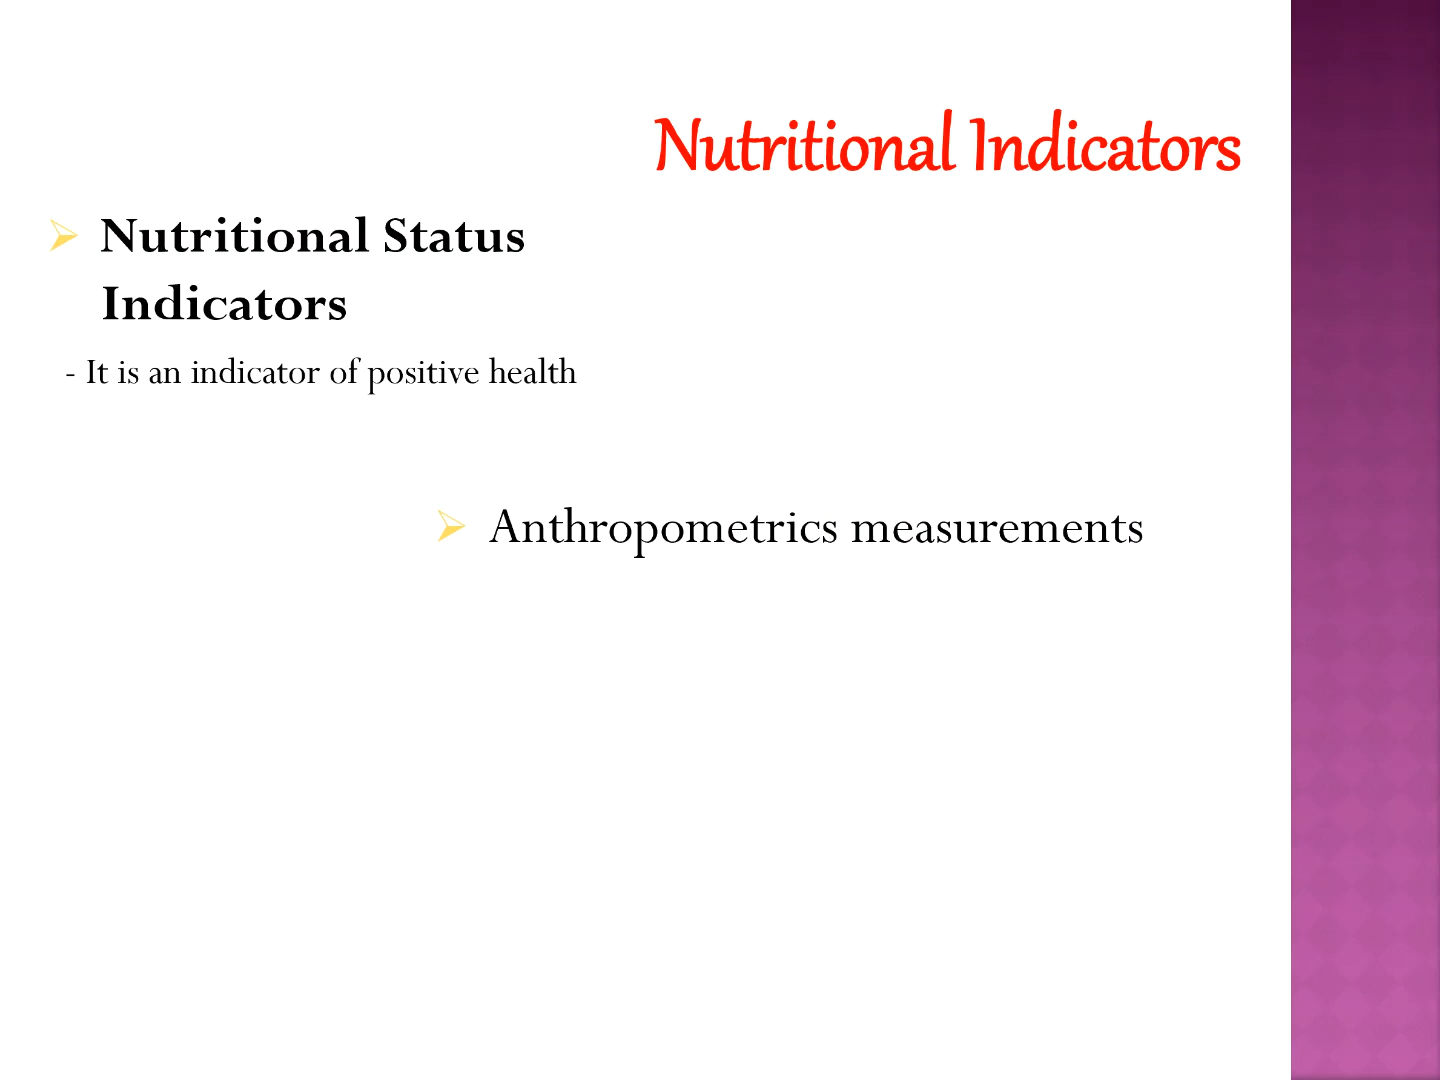 Nutritional Indicators
Nutritional Status
Indicators
- It is an indicator of positive health
Anthropometrics measurements